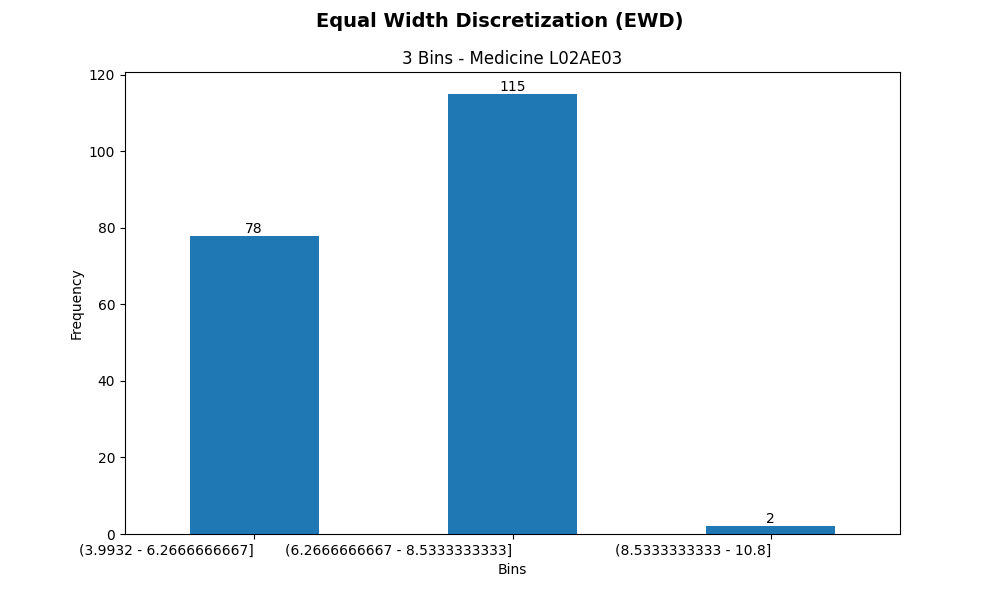 Equal Width Discretization (EWD)
3 Bins - Medicine L02AE03
120
100
80
60
40
20
0
Frequency
78
115
2
(3.9932 - 6.2666666667]
(6.2666666667 - 8.5333333333]
(8.5333333333 - 10.8]
Bins